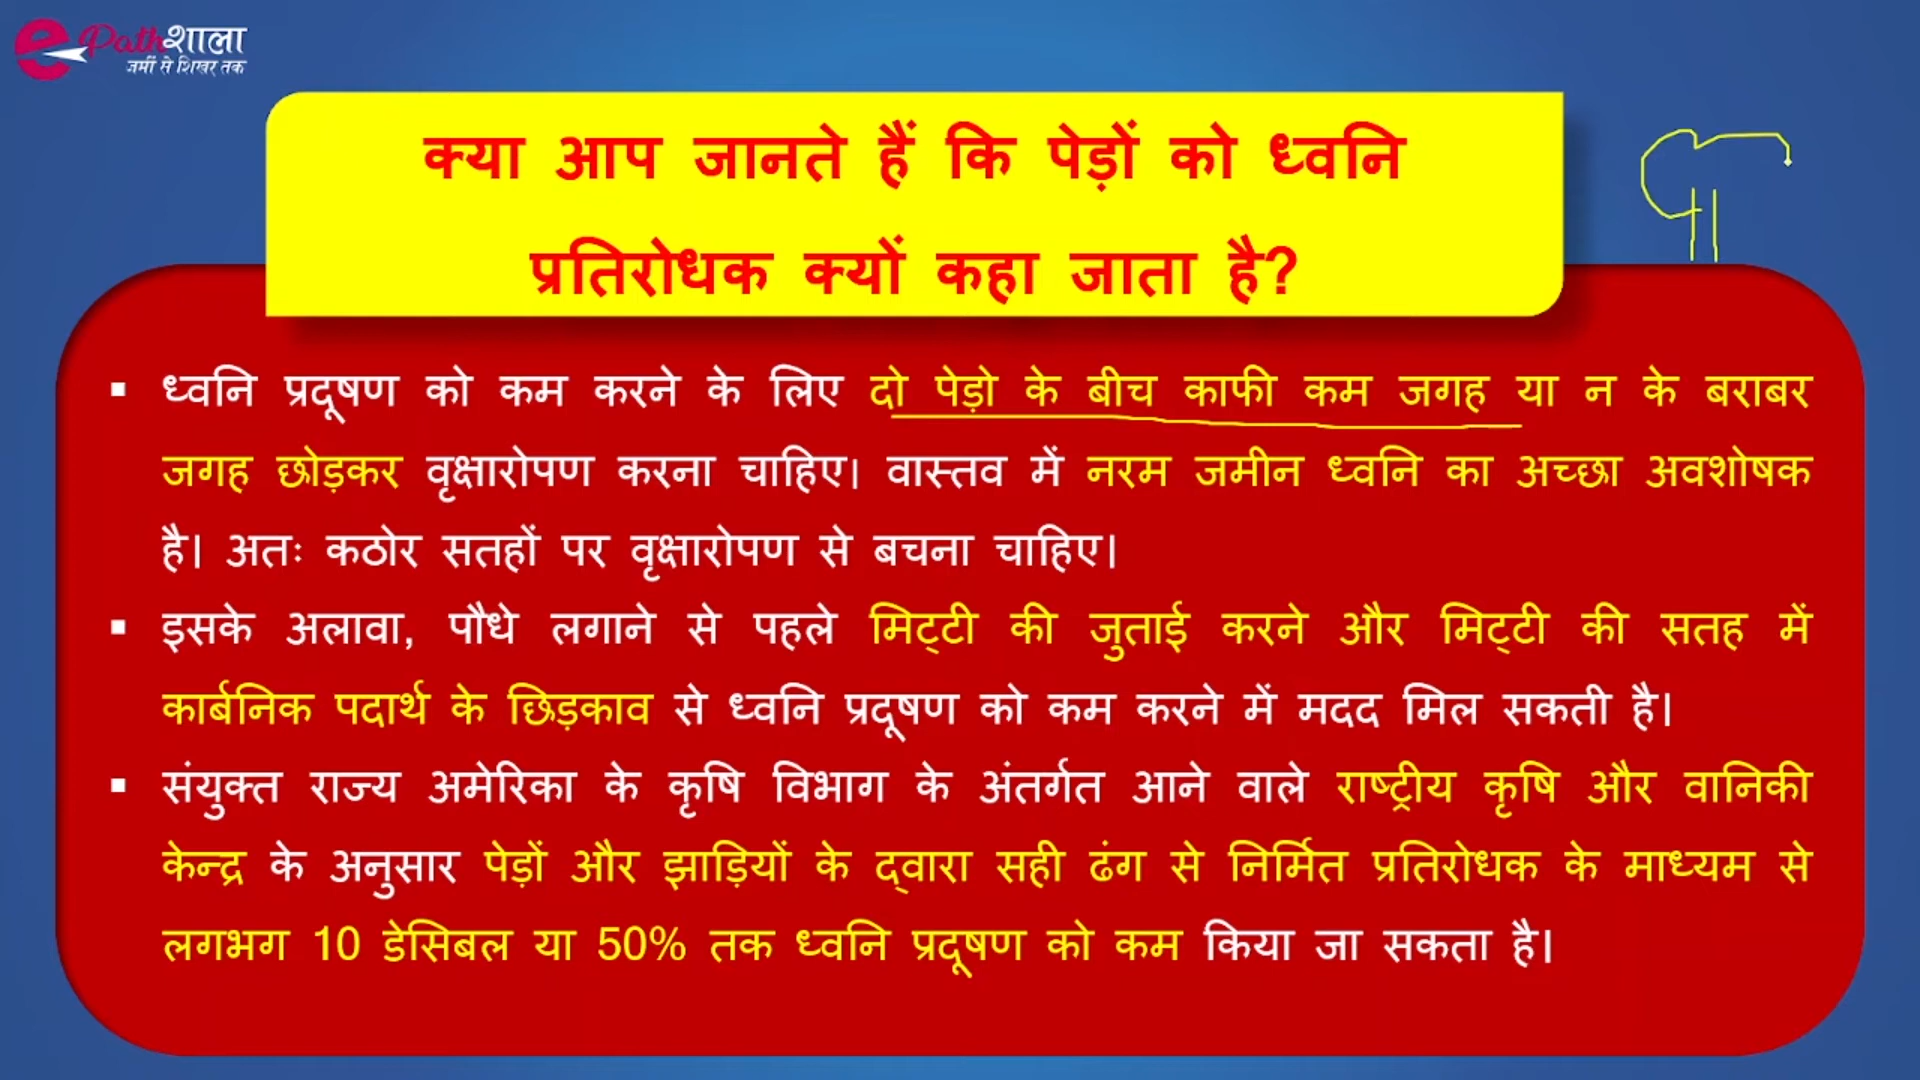 ePathशाला
जमीं से शिखर तक
क्या आप जानते हैं कि पेड़ों को ध्वनि
प्रतिरोधक क्यों कहा जाता है?
▪ ध्वनि प्रदूषण को कम करने के लिए दो पेड़ो के बीच काफी कम जगह या न के बराबर
जगह छोड़कर वृक्षारोपण करना चाहिए। वास्तव में नरम जमीन ध्वनि का अच्छा अवशोषक
है। अतः कठोर सतहों पर वृक्षारोपण से बचना चाहिए।
▪ इसके अलावा, पौधे लगाने से पहले मिट्टी की जुताई करने और मिट्टी की सतह में
कार्बनिक पदार्थ के छिड़काव से ध्वनि प्रदूषण को कम करने में मदद मिल सकती है।
▪ संयुक्त राज्य अमेरिका के कृषि विभाग के अंतर्गत आने वाले राष्ट्रीय कृषि और वानिकी
केन्द्र के अनुसार पेड़ों और झाड़ियों के द्वारा सही ढंग से निर्मित प्रतिरोधक के माध्यम से
लगभग 10 डेसिबल या 50% तक ध्वनि प्रदूषण को कम किया जा सकता है।